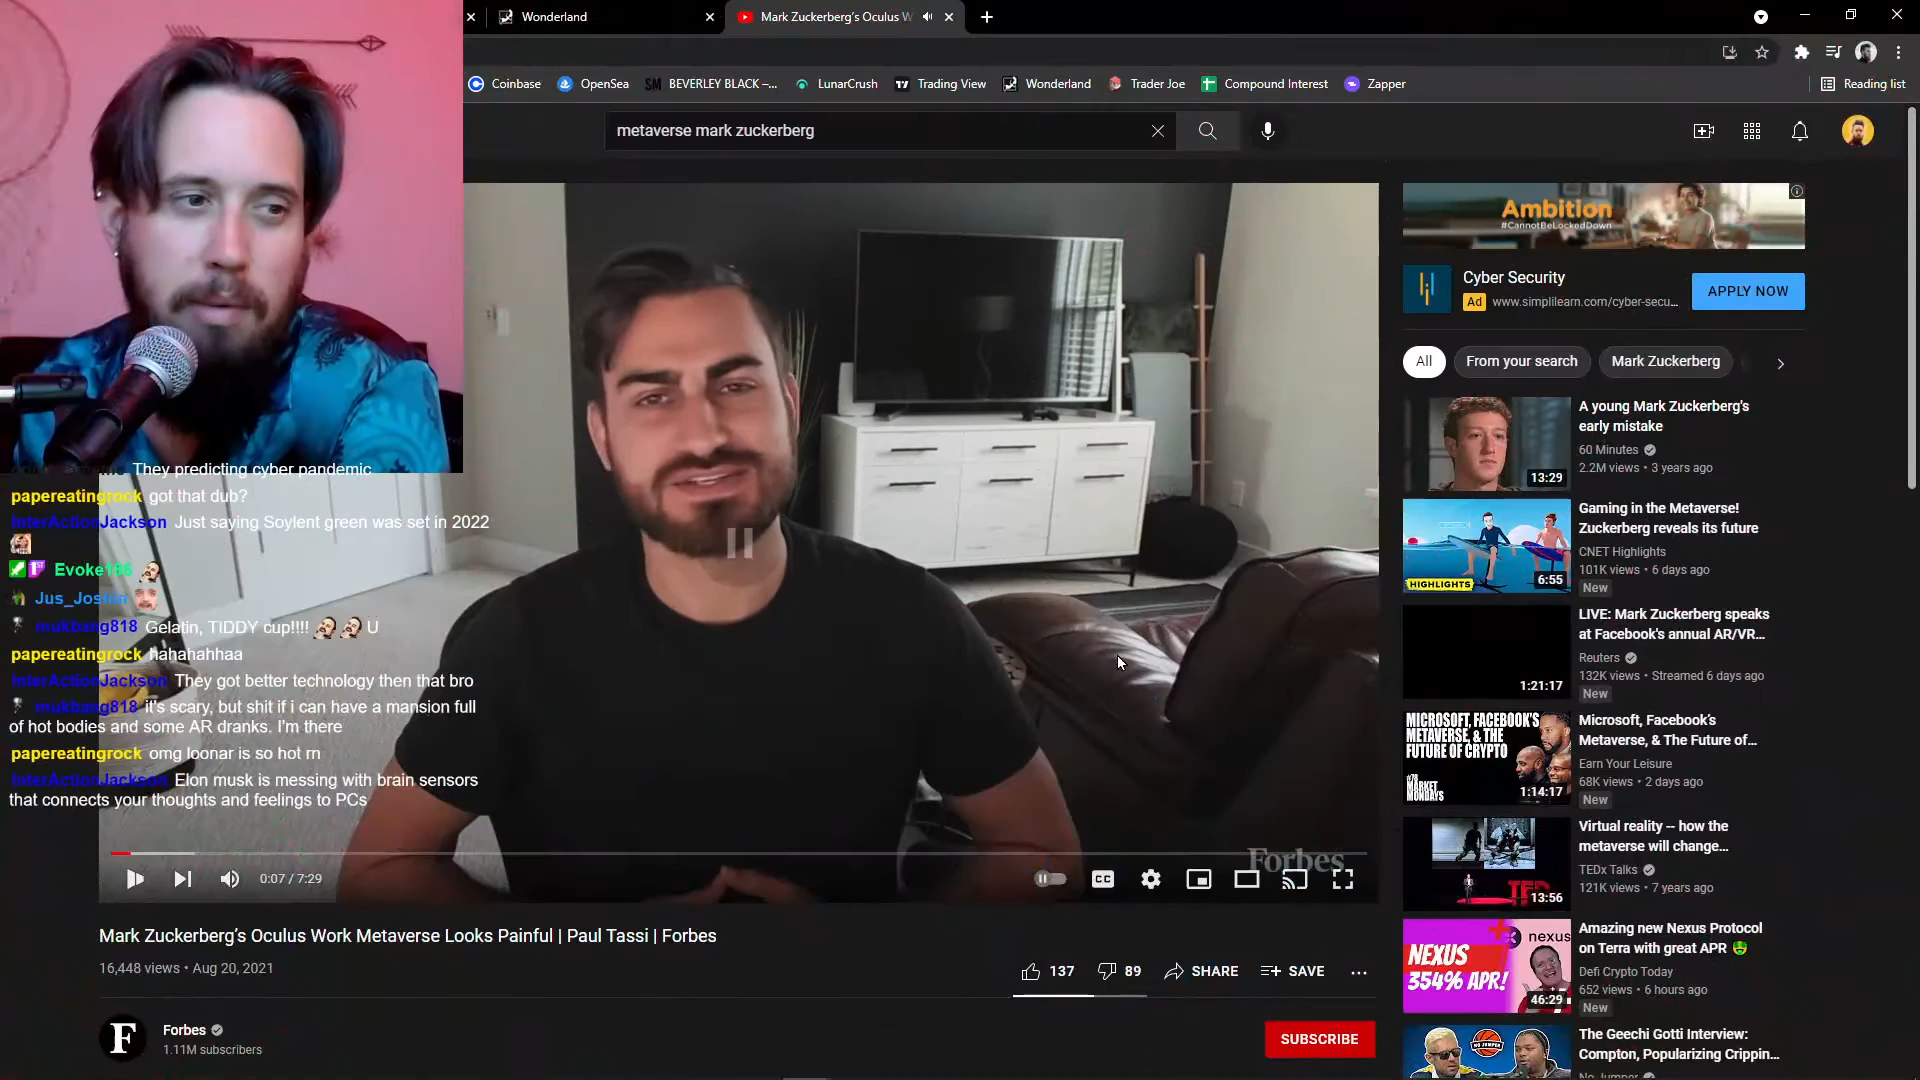 Wonderland
Mark Zuckerberg's Oculus W
Coinbase
OpenSea
BEVERLEY BLACK –...
LunarCrush
Trading View
Wonderland
Trader Joe
Compound Interest
Zapper
Reading list
metaverse mark zuckerberg
Ambition
#CannotBeLockedDown
Cyber Security
Ad www.simplilearn.com/cyber-secu...
APPLY NOW
All
From your search
Mark Zuckerberg
A young Mark Zuckerberg's
early mistake
60 Minutes
2.2M views • 3 years ago
13:29
Gaming in the Metaverse!
Zuckerberg reveals its future
CNET Highlights
101K views • 6 days ago
New
HIGHLIGHTS
6:55
LIVE: Mark Zuckerberg speaks
at Facebook's annual AR/VR...
Reuters
132K views • Streamed 6 days ago
New
1:21:17
MICROSOFT, FACEBOOK'S
METAVERSE, & THE
FUTURE OF CRYPTO
MARKET
MONDAYS
1:14:17
Microsoft, Facebook's
Metaverse, & The Future of...
Earn Your Leisure
68K views • 2 days ago
New
Virtual reality -- how the
metaverse will change...
TEDx Talks
121K views • 7 years ago
TED
13:56
Amazing new Nexus Protocol
on Terra with great APR
Defi Crypto Today
652 views • 6 hours ago
New
nexus
NEXUS
354% APR!
46:29
The Geechi Gotti Interview:
Compton, Popularizing Crippin...
NO JUMPER
They predicting cyber pandemic
papereatingrock got that dub?
InterActionJackson Just saying Soylent green was set in 2022
Evoke186
Jus_Josh
mukbang818 Gelatin, TIDDY cup!!!! U
papereatingrock hahahahhaa
InterActionJackson They got better technology then that bro
mukbang818 it's scary, but shit if i can have a mansion full
of hot bodies and some AR dranks. I'm there
papereatingrock omg loonar is so hot rn
InterActionJackson Elon musk is messing with brain sensors
that connects your thoughts and feelings to PCs
Forbes
0:07 / 7:29
CC
Mark Zuckerberg's Oculus Work Metaverse Looks Painful | Paul Tassi | Forbes
16,448 views • Aug 20, 2021
137
89
SHARE
SAVE
F
Forbes
1.11M subscribers
SUBSCRIBE